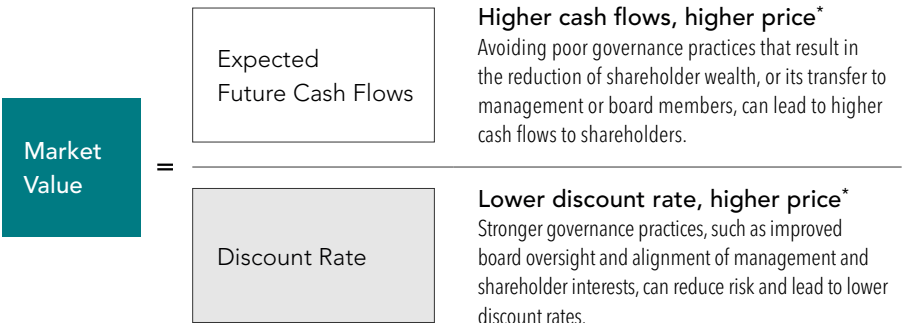 Market
Value
=
Expected
Future Cash Flows
Higher cash flows, higher price*
Avoiding poor governance practices that result in
the reduction of shareholder wealth, or its transfer to
management or board members, can lead to higher
cash flows to shareholders.
Discount Rate
Lower discount rate, higher price*
Stronger governance practices, such as improved
board oversight and alignment of management and
shareholder interests, can reduce risk and lead to lower
discount rates.